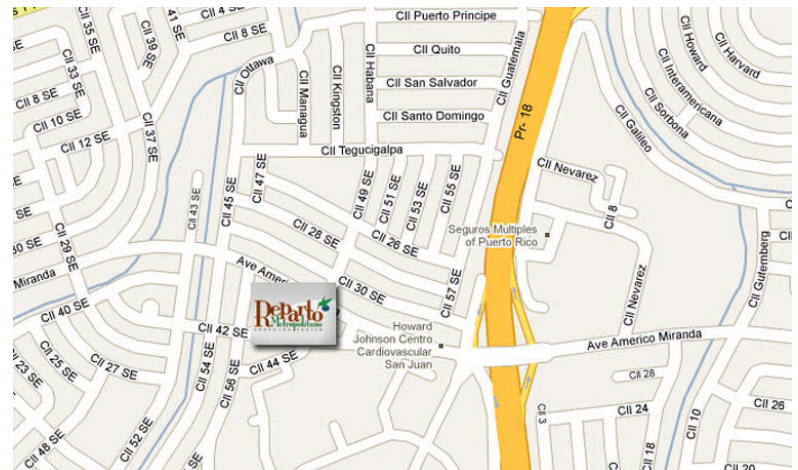 Cll 35 SE
Cll 39 SE
Cll 41 SE
Cll 4 SE
Cll 8 SE
Cll 33 SE
Cll 8 SE
Cll 10 SE
Cll 12 SE
Cll 37 SE
Cll Ottawa
Cll Managua
Cll Kingston
Cll Habana
Cll Puerto Principe
Cll Quito
Cll San Salvador
Cll Santo Domingo
Cll Guatemala
Cll Tegucigalpa
Pr- 18
Cll Galileo
Cll Sorbona
Cll Interamericana
Cll Howard
Cll Harvard
Cll Nevarez
Cll 8
Cll Nevarez
Cll Gutemberg
Cll 43 SE
Cll 45 SE
Cll 47 SE
Cll 49 SE
Cll 51 SE
Cll 53 SE
Cll 55 SE
Cll 28 SE
Cll 26 SE
Cll 57 SE
Cll 30 SE
Seguros Multiples
of Puerto Rico
Cll 29 SE
30 SE
Miranda
Ave Americ
Cll 40 SE
Reparto
Metropolitano
Cll 42 SE
Cll 44 SE
Howard
Johnson Centro
Cardiovascular
San Juan
Ave Americo Miranda
Cll 23 SE
Cll 25 SE
Cll 27 SE
Cll 54 SE
Cll 56 SE
Cll 52 SE
Cll 48 SE
Cll 28
Cll 24
Cll 3
Cll 18
Cll 10
Cll 26
Cll 20